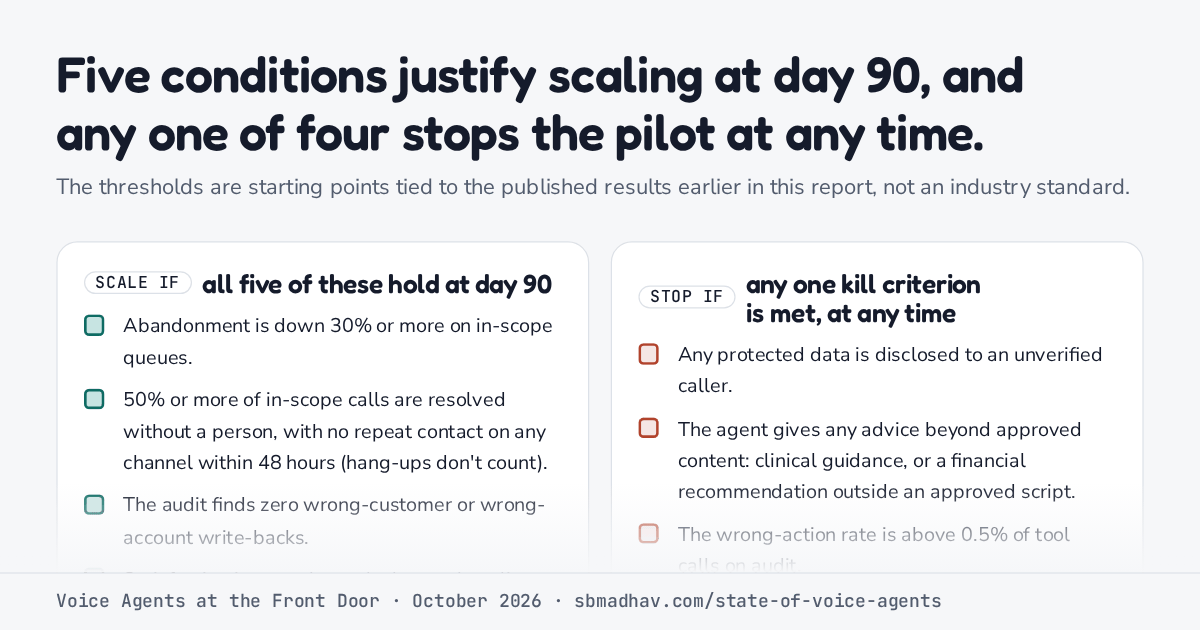 Five conditions justify scaling at day 90, and
any one of four stops the pilot at any time.
The thresholds are starting points tied to the published results earlier in this report, not an industry standard.
SCALE IF all five of these hold at day 90
Abandonment is down 30% or more on in-scope
queues.
50% or more of in-scope calls are resolved
without a person, with no repeat contact on any
channel within 48 hours (hang-ups don't count).
The audit finds zero wrong-customer or wrong-
account write-backs.
STOP IF any one kill criterion
is met, at any time
Any protected data is disclosed to an unverified
caller.
The agent gives any advice beyond approved
content: clinical guidance, or a financial
recommendation outside an approved script.
The wrong-action rate is above 0.5% of tool
calls on audit.
Voice Agents at the Front Door · October 2026 · sbmadhav.com/state-of-voice-agents